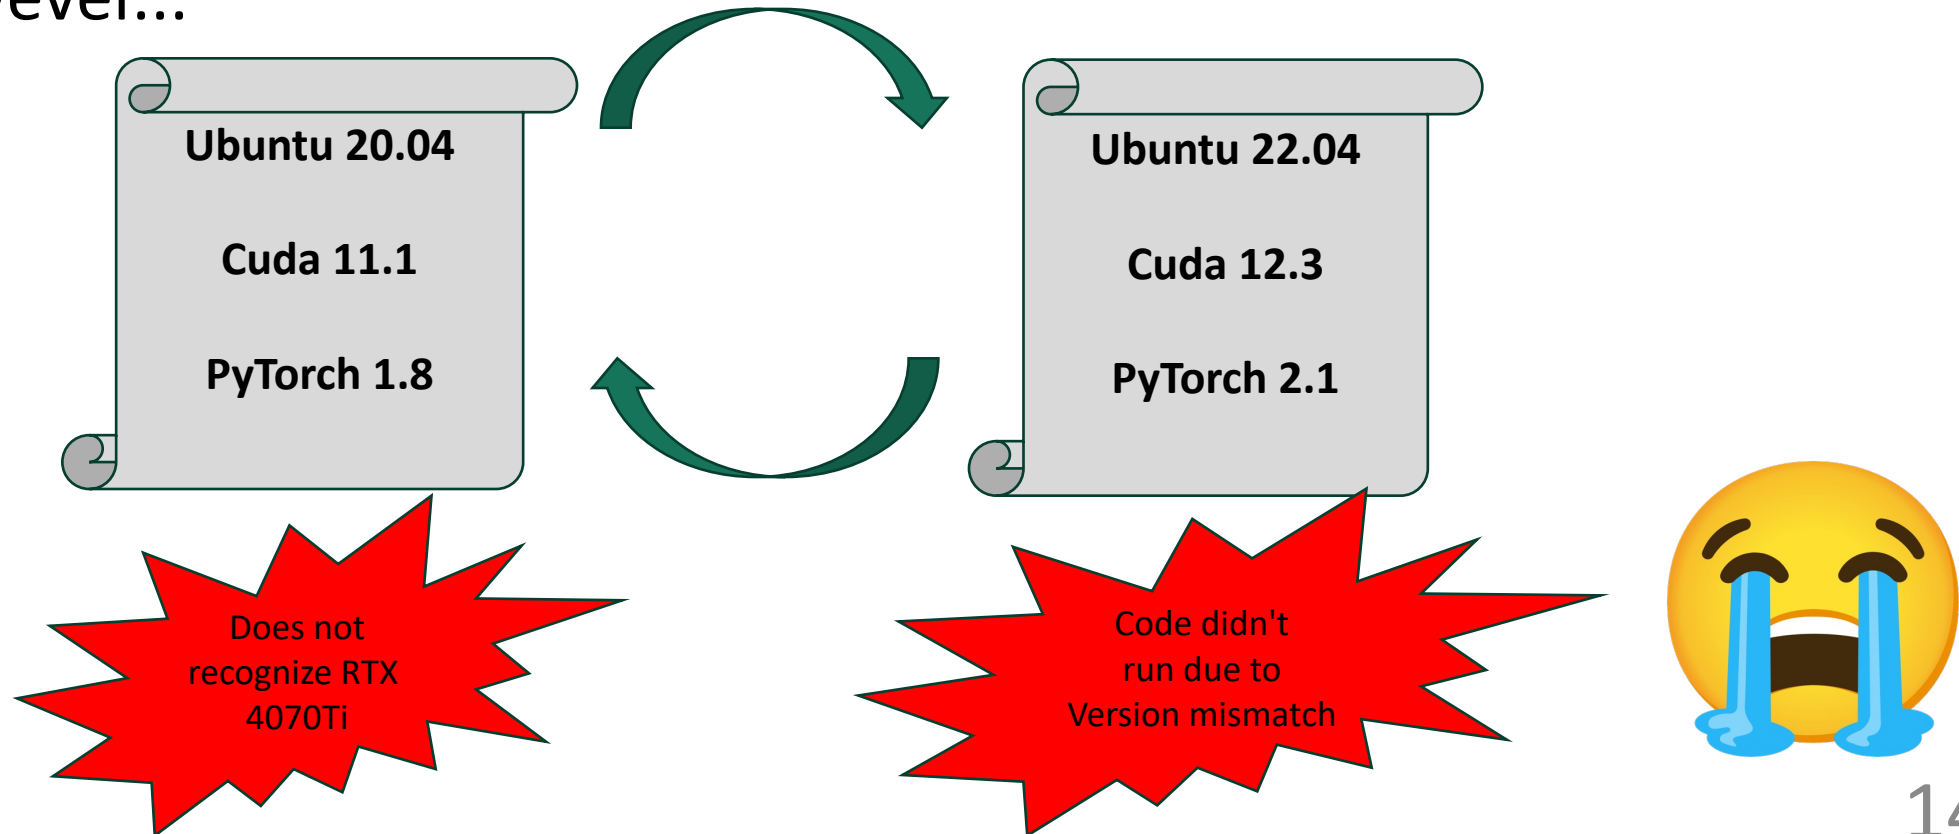 Ubuntu 20.04
Cuda 11.1
PyTorch 1.8
Ubuntu 22.04
Cuda 12.3
PyTorch 2.1
Does not
recognize RTX
4070Ti
Code didn't
run due to
Version mismatch
14